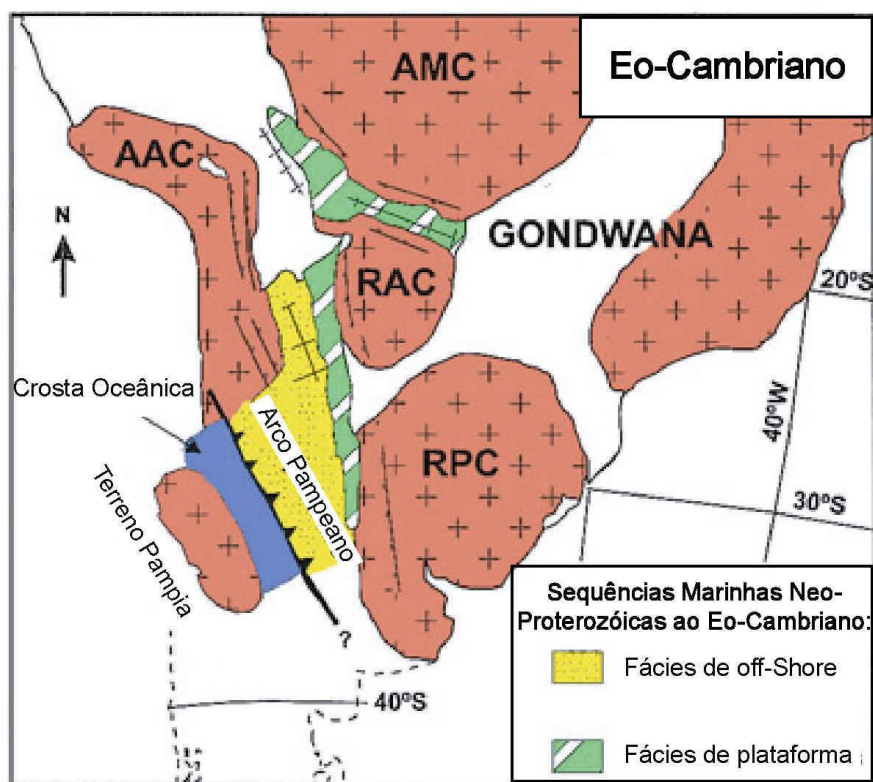 Eo-Cambriano
AMC
AAC
N
GONDWANA
RAC
20ºS
Crosta Oceânica
40ºW
Arco Pampeano
RPC
Terreno Pampia
30ºS
?
40ºS
Sequências Marinhas Neo-
Proterozóicas ao Eo-Cambriano:
Fácies de off-Shore
Fácies de plataforma